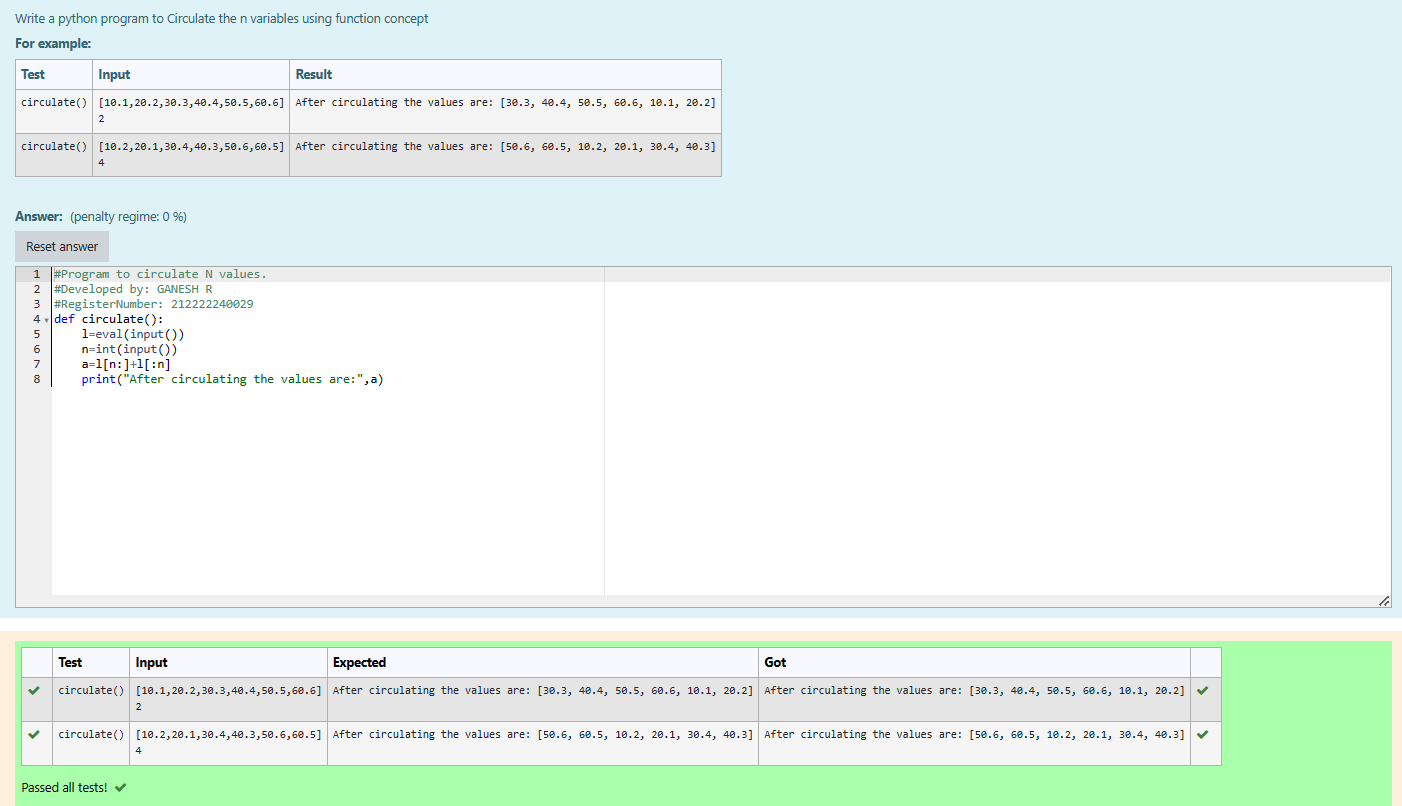 Write a python program to Circulate the n variables using function concept
For example:
Test Input Result
circulate() [10.1,20.2,30.3,40.4,50.5,60.6] After circulating the values are: [30.3, 40.4, 50.5, 60.6, 10.1, 20.2]
2
circulate() [10.2,20.1,30.4,40.3,50.6,60.5] After circulating the values are: [50.6, 60.5, 10.2, 20.1, 30.4, 40.3]
4
Answer: (penalty regime: 0 %)
Reset answer
1 #Program to circulate N values.
2 #Developed by: GANESH R
3 #RegisterNumber: 212222240029
4 def circulate():
5 l=eval(input())
6 n=int(input())
7 a=l[n:]+l[:n]
8 print("After circulating the values are:",a)
Test Input Expected Got
circulate() [10.1,20.2,30.3,40.4,50.5,60.6] After circulating the values are: [30.3, 40.4, 50.5, 60.6, 10.1, 20.2] After circulating the values are: [30.3, 40.4, 50.5, 60.6, 10.1, 20.2]
2
circulate() [10.2,20.1,30.4,40.3,50.6,60.5] After circulating the values are: [50.6, 60.5, 10.2, 20.1, 30.4, 40.3] After circulating the values are: [50.6, 60.5, 10.2, 20.1, 30.4, 40.3]
4
Passed all tests!